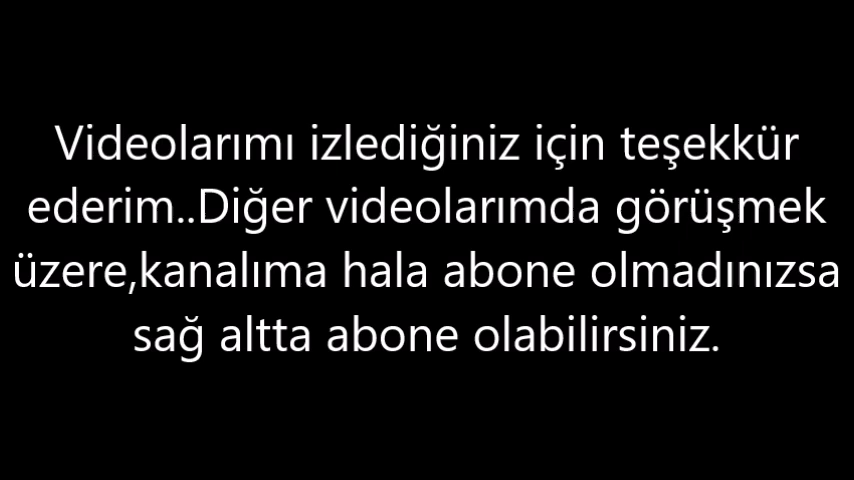 Videolarımı izlediğiniz için teşekkür
ederim..Diğer videolarımda görüşmek
üzere,kanalıma hala abone olmadınızsa
sağ altta abone olabilirsiniz.